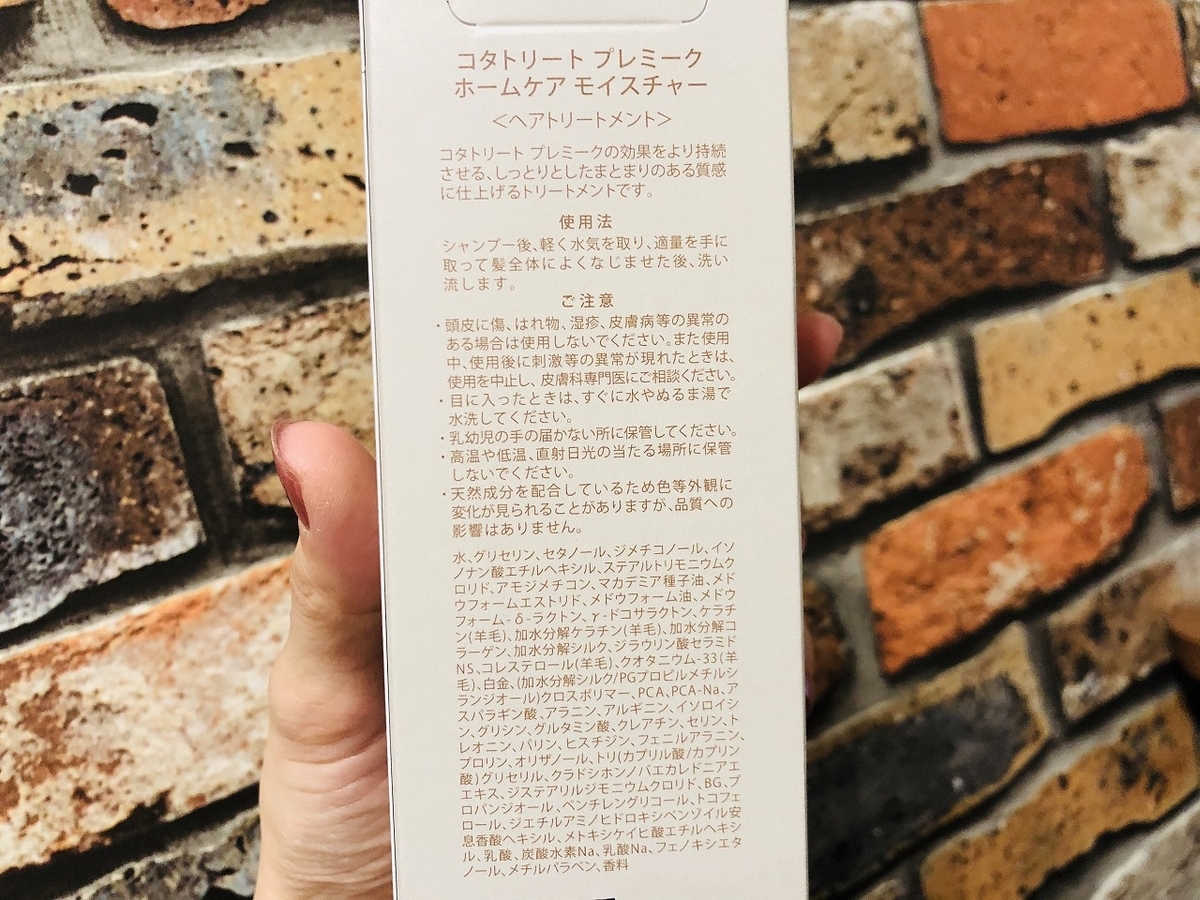 コタトリート プレミーク
ホームケア モイスチャー
＜ヘアトリートメント＞
コタトリート プレミークの効果をより持続
させる、しっとりとしたまとまりのある質感
に仕上げるトリートメントです。
使用法
シャンプー後、軽く水気を取り、適量を手に
取って髪全体によくなじませた後、洗い
流します。
ご注意
・頭皮に傷、はれ物、湿疹、皮膚病等の異常の
ある場合は使用しないでください。また使用
中、使用後に刺激等の異常が現れたときは、
使用を中止し、皮膚科専門医にご相談ください。
・目に入ったときは、すぐに水やぬるま湯で
水洗してください。
・乳幼児の手の届かない所に保管してください。
・高温や低温、直射日光の当たる場所に保管
しないでください。
・天然成分を配合しているため色等外観に
変化が見られることがありますが、品質への
影響はありません。
水、グリセリン、セタノール、ジメチコノール、イソ
ノナン酸エチルヘキシル、ステアルトリモニウムク
ロリド、アモジメチコン、マカデミア種子油、メド
ウフォームエストリド、メドウフォーム油、メドウ
フォーム-δ-ラクトン、γ-ドコサラクトン、ケラチ
ン(羊毛)、加水分解ケラチン(羊毛)、加水分解コ
ラーゲン、加水分解シルク、ジラウリン酸セラミド
NS、コレステロール(羊毛)、クオタニウム-33(羊
毛)、白金、(加水分解シルク/PGプロピルメチルシ
ランジオール)クロスポリマー、PCA、PCA-Na、ア
スパラギン酸、アラニン、アルギニン、イソロイシ
ン、グリシン、グルタミン酸、クレアチン、セリン、ト
レオニン、バリン、ヒスチジン、フェニルアラニン、
プロリン、オリザノール、トリ(カプリル酸/カプリン
酸)グリセリル、クラドシホンノバエカレドニアエ
エキス、ジステアリルジモニウムクロリド、BG、プ
ロパンジオール、ペンチレングリコール、トコフェ
ロール、ジエチルアミノヒドロキシベンゾイル安
息香酸ヘキシル、メトキシケイヒ酸エチルヘキシ
ル、乳酸、炭酸水素Na、乳酸Na、フェノキシエタ
ノール、メチルパラベン、香料